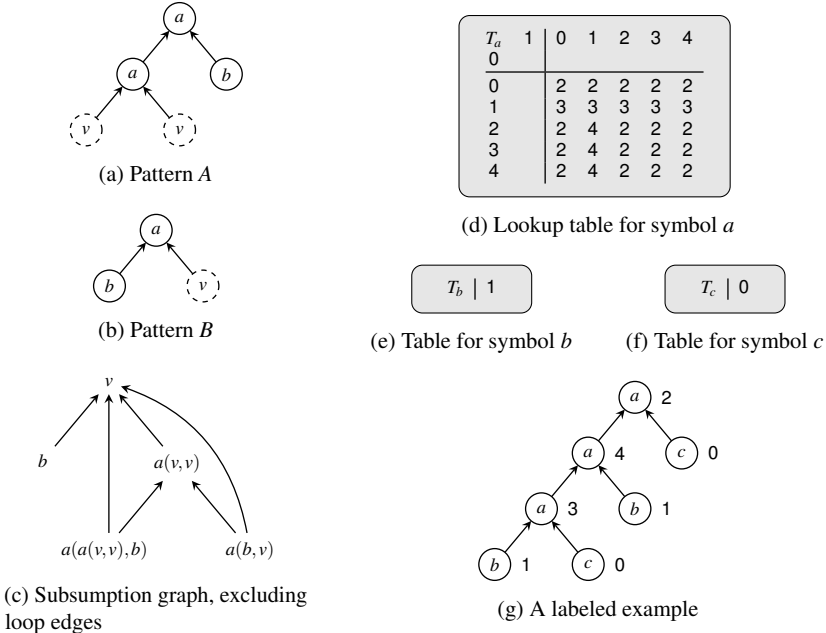 a
a
b
v
v
(a) Pattern A
a
b
v
(b) Pattern B
v
b
a(v,v)
a(a(v,v),b)
a(b,v)
(c) Subsumption graph, excluding
loop edges
Tₐ 1 0 1 2 3 4
0
0 2 2 2 2 2
1 3 3 3 3 3
2 2 4 2 2 2
3 2 4 2 2 2
4 2 4 2 2 2
(d) Lookup table for symbol a
T_b | 1
(e) Table for symbol b
T_c | 0
(f) Table for symbol c
a 2
a 4
c 0
a 3
b 1
b 1
c 0
(g) A labeled example